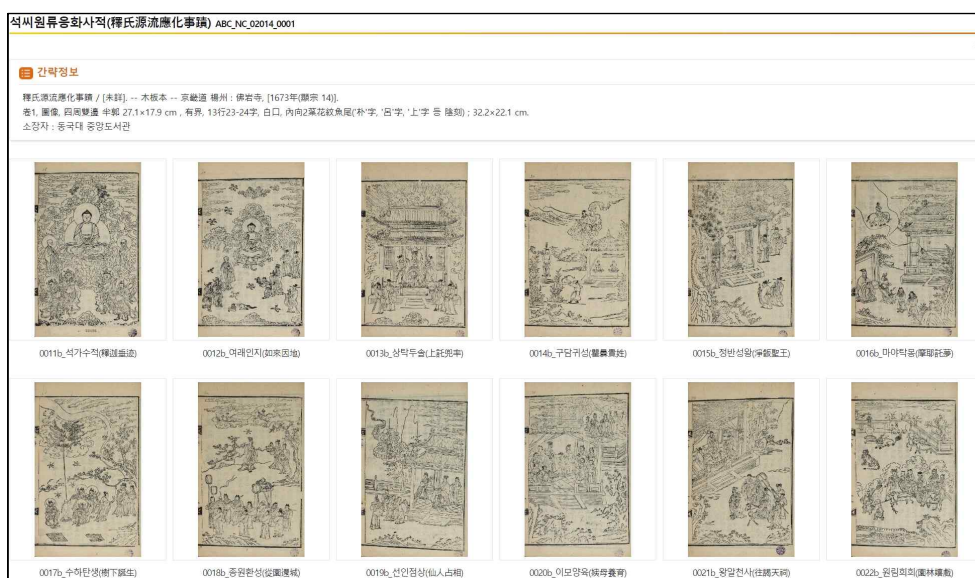 석씨원류응화사적(釋氏源流應化事蹟) ABC_NC_02014_0001
간략정보
釋氏源流應化事蹟 / [未詳]. -- 木板本 -- 京畿道 楊州 : 佛岩寺, [1673年(顯宗 14)].
卷1, 圖像, 四周雙邊 半郭 27.1×17.9 cm , 有界, 13行23-24字, 白口, 內向2葉花紋魚尾('朴'字, '呂'字, '上'字 등 陰刻) ; 32.2×22.1 cm.
소장자 : 동국대 중앙도서관
0011b_석가수적(釋迦垂迹)
0012b_여래인지(如來因地)
0013b_상탁두솔(上託兜率)
0014b_구담귀성(瞿曇貴姓)
0015b_정반성왕(淨飯聖王)
0016b_마야탁몽(摩耶託夢)
0017b_수하탄생(樹下誕生)
0018b_종원환성(從園還城)
0019b_선인점상(仙人占相)
0020b_이모양육(姨母養育)
0021b_왕알천사(往謁天祠)
0022b_원림희희(園林嬉戲)